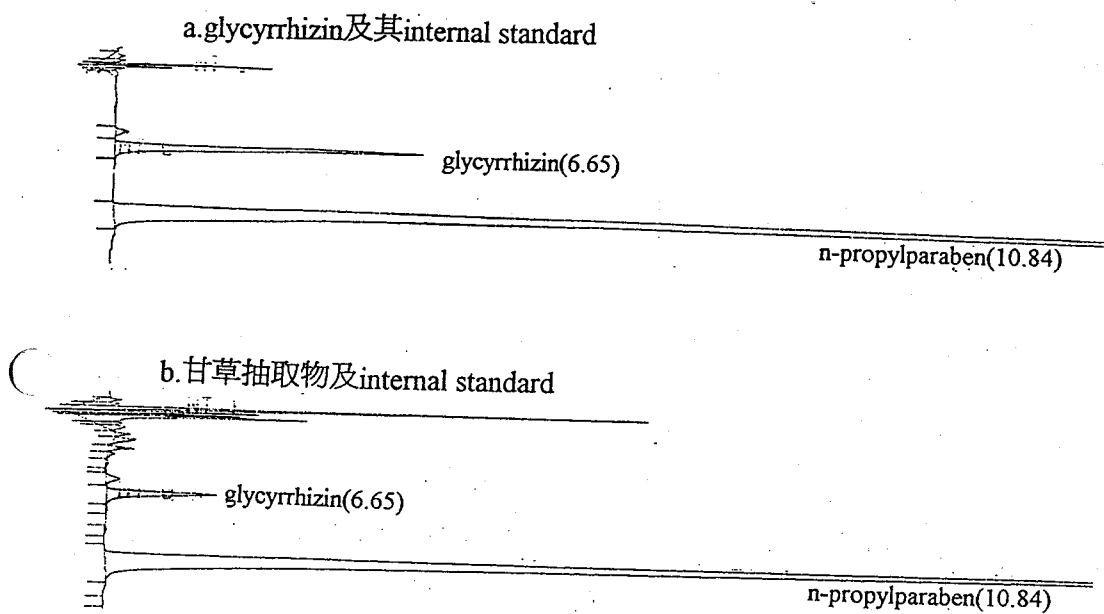 a.glycyrrhizin及其internal standard
glycyrrhizin(6.65)
n-propylparaben(10.84)
b.甘草抽取物及internal standard
glycyrrhizin(6.65)
n-propylparaben(10.84)